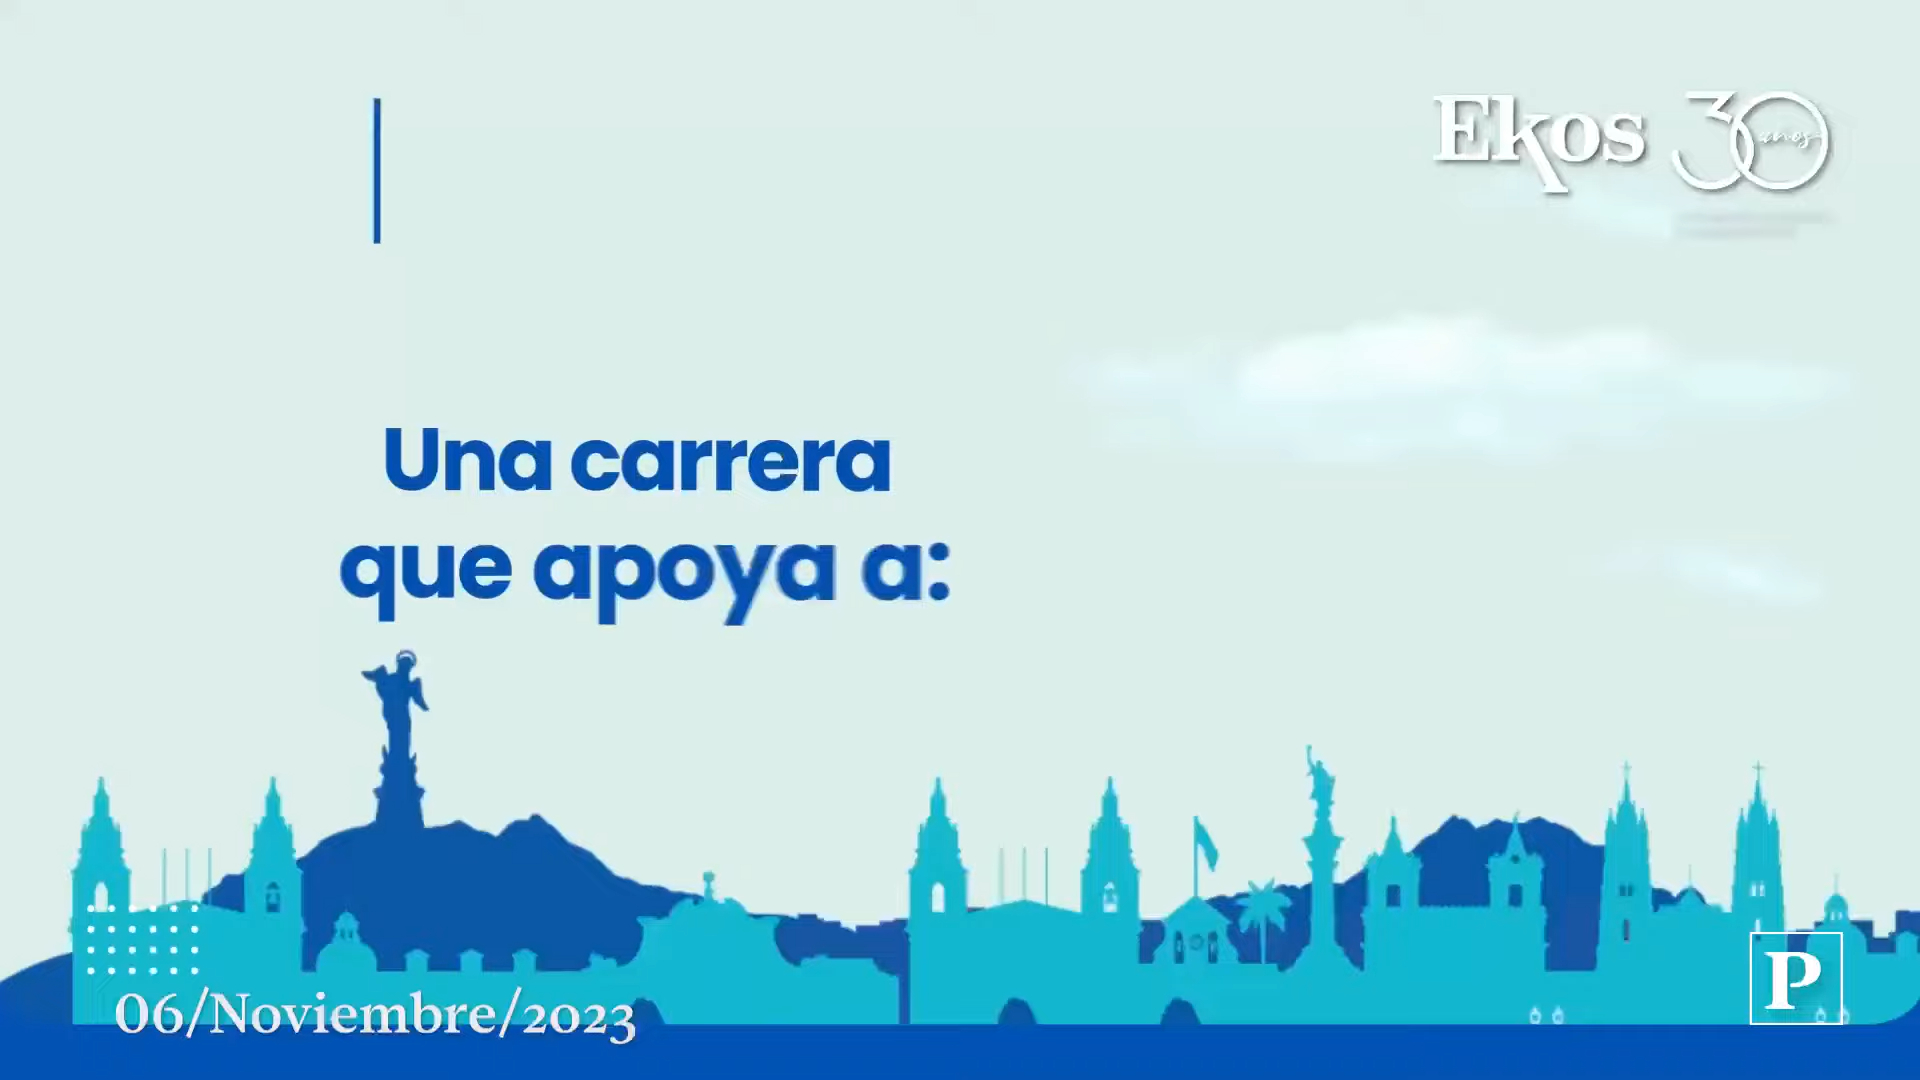 Ekos 30
años
Una carrera
que apoya a:
06/Noviembre/2023
P